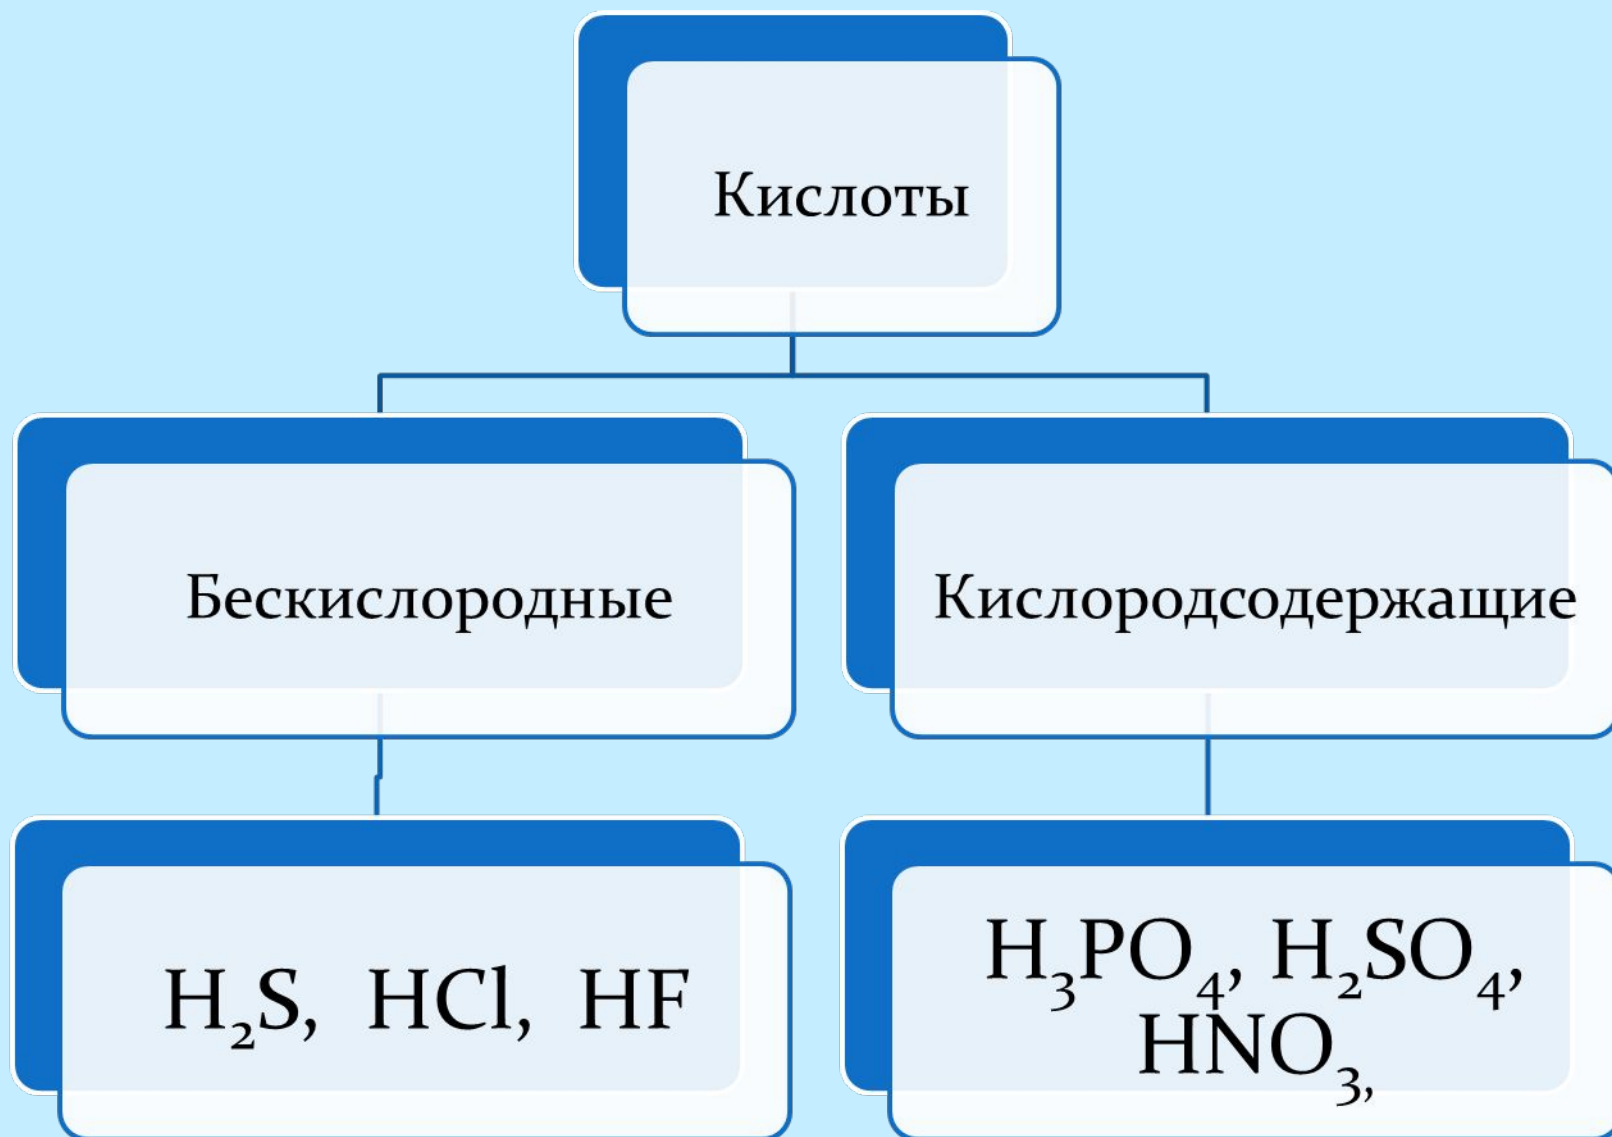 Кислоты
Бескислородные
Кислородсодержащие
H₂S, HCl, HF
H₃PO₄, H₂SO₄,
HNO₃,